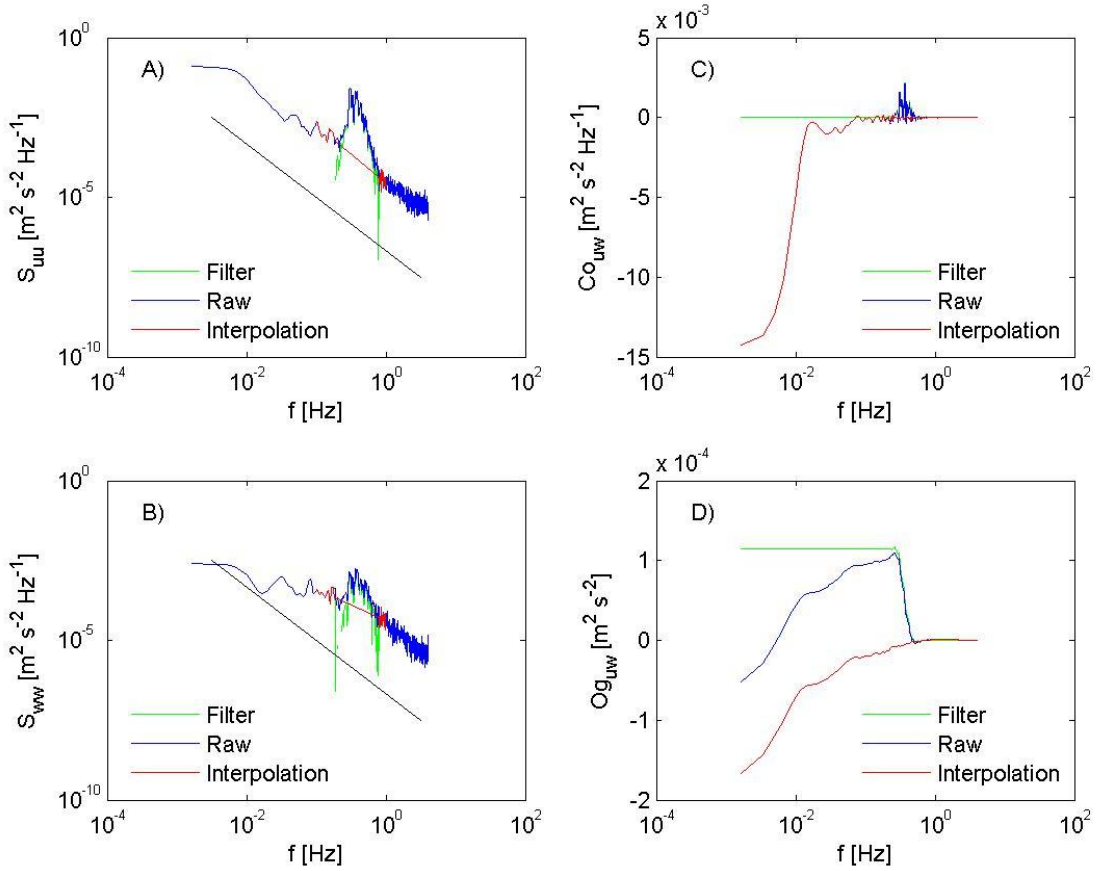 A)
10^0
10^-5
10^-10
S_uu [m^2 s^-2 Hz^-1]
Filter
Raw
Interpolation
10^-4 10^-2 10^0 10^2
f [Hz]
C)
x 10^-3
5
0
-5
-10
-15
Co_uw [m^2 s^-2 Hz^-1]
Filter
Raw
Interpolation
10^-4 10^-2 10^0 10^2
f [Hz]
B)
10^0
10^-5
10^-10
S_ww [m^2 s^-2 Hz^-1]
Filter
Raw
Interpolation
10^-4 10^-2 10^0 10^2
f [Hz]
D)
x 10^-4
2
1
0
-1
-2
Og_uw [m^2 s^-2]
Filter
Raw
Interpolation
10^-4 10^-2 10^0 10^2
f [Hz]